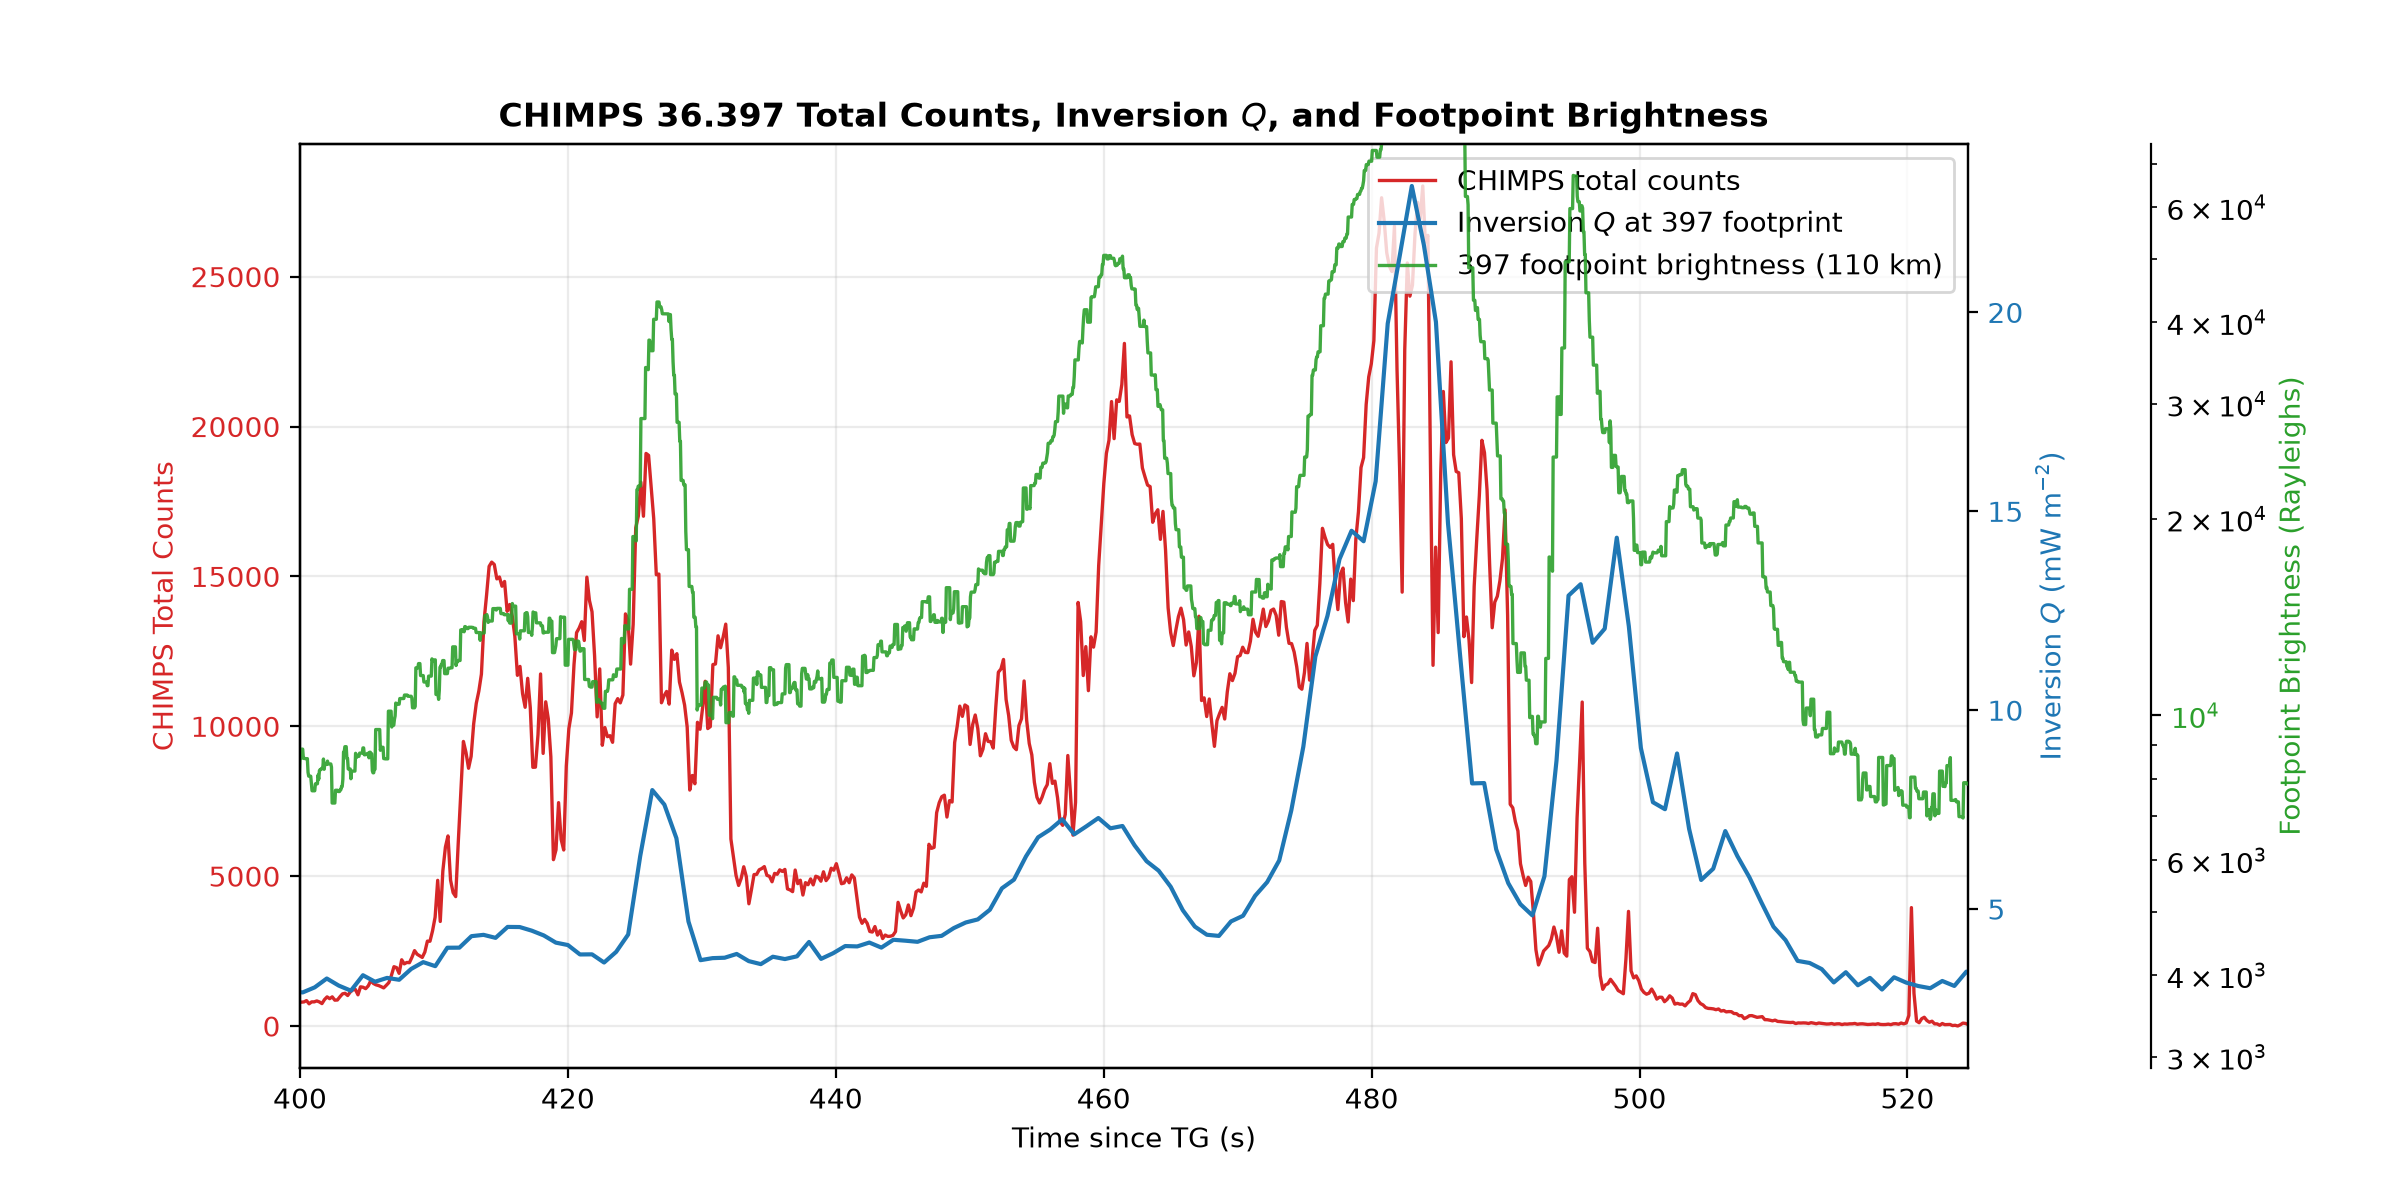 CHIMPS 36.397 Total Counts, Inversion Q, and Footpoint Brightness
CHIMPS total counts
Inversion Q at 397 footprint
397 footpoint brightness (110 km)
CHIMPS Total Counts
25000
20000
15000
10000
5000
0
400
420
440
460
480
500
520
Time since TG (s)
20
15
10
5
Inversion Q (mW m⁻²)
6 × 10⁴
4 × 10⁴
3 × 10⁴
2 × 10⁴
10⁴
6 × 10³
4 × 10³
3 × 10³
Footpoint Brightness (Rayleighs)